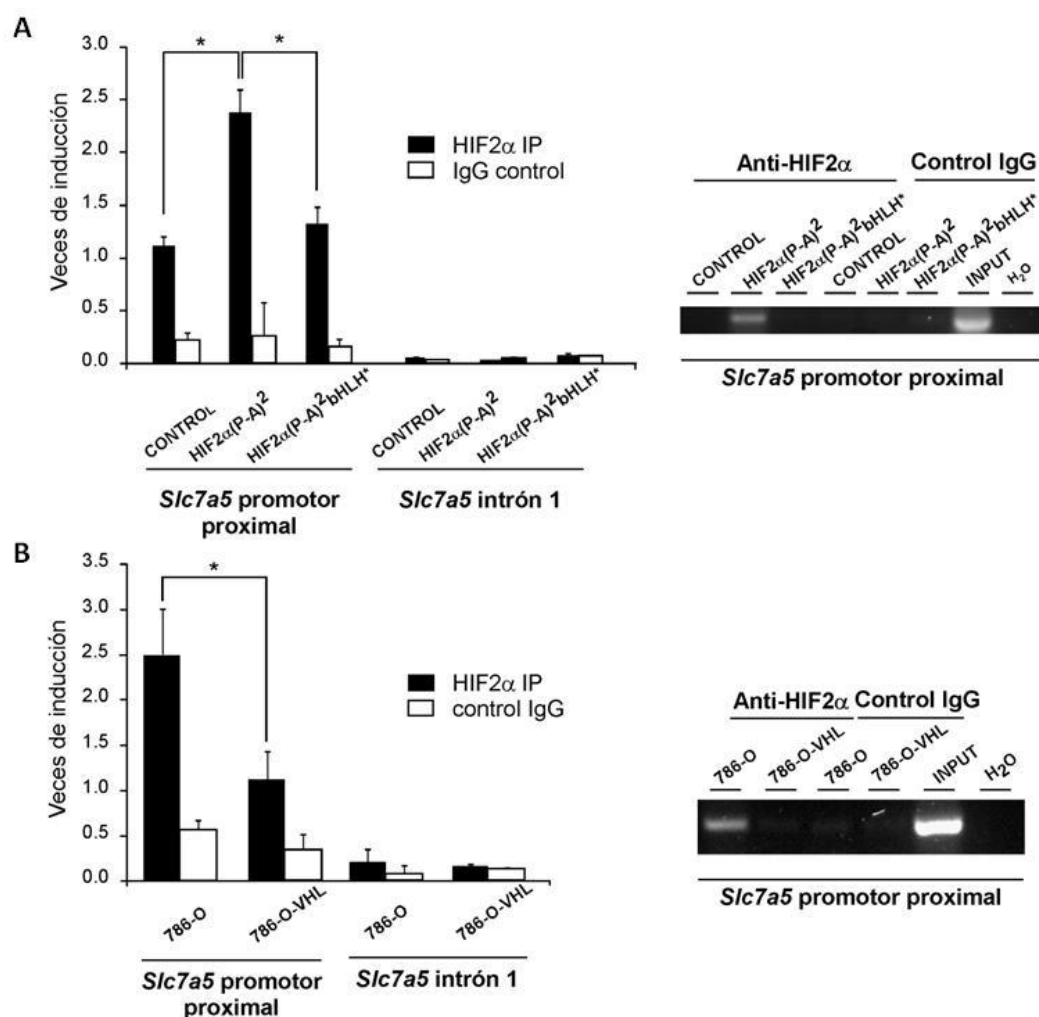 A
*
*
3.0
2.5
2.0
1.5
1.0
0.5
0.0
Veces de inducción
HIF2α IP
IgG control
CONTROL
HIF2α(P-A)²
HIF2α(P-A)²bHLH*
CONTROL
HIF2α(P-A)²
HIF2α(P-A)²bHLH*
Slc7a5 promotor
proximal
Slc7a5 intrón 1
Anti-HIF2α
Control IgG
CONTROL
HIF2α(P-A)²
HIF2α(P-A)²bHLH*
CONTROL
HIF2α(P-A)²
HIF2α(P-A)²bHLH*
INPUT
H₂O
Slc7a5 promotor proximal
B
*
3.5
3.0
2.5
2.0
1.5
1.0
0.5
0.0
Veces de inducción
HIF2α IP
control IgG
786-O
786-O-VHL
786-O
786-O-VHL
Slc7a5 promotor
proximal
Slc7a5 intrón 1
Anti-HIF2α
Control IgG
786-O
786-O-VHL
786-O
786-O-VHL
INPUT
H₂O
Slc7a5 promotor proximal